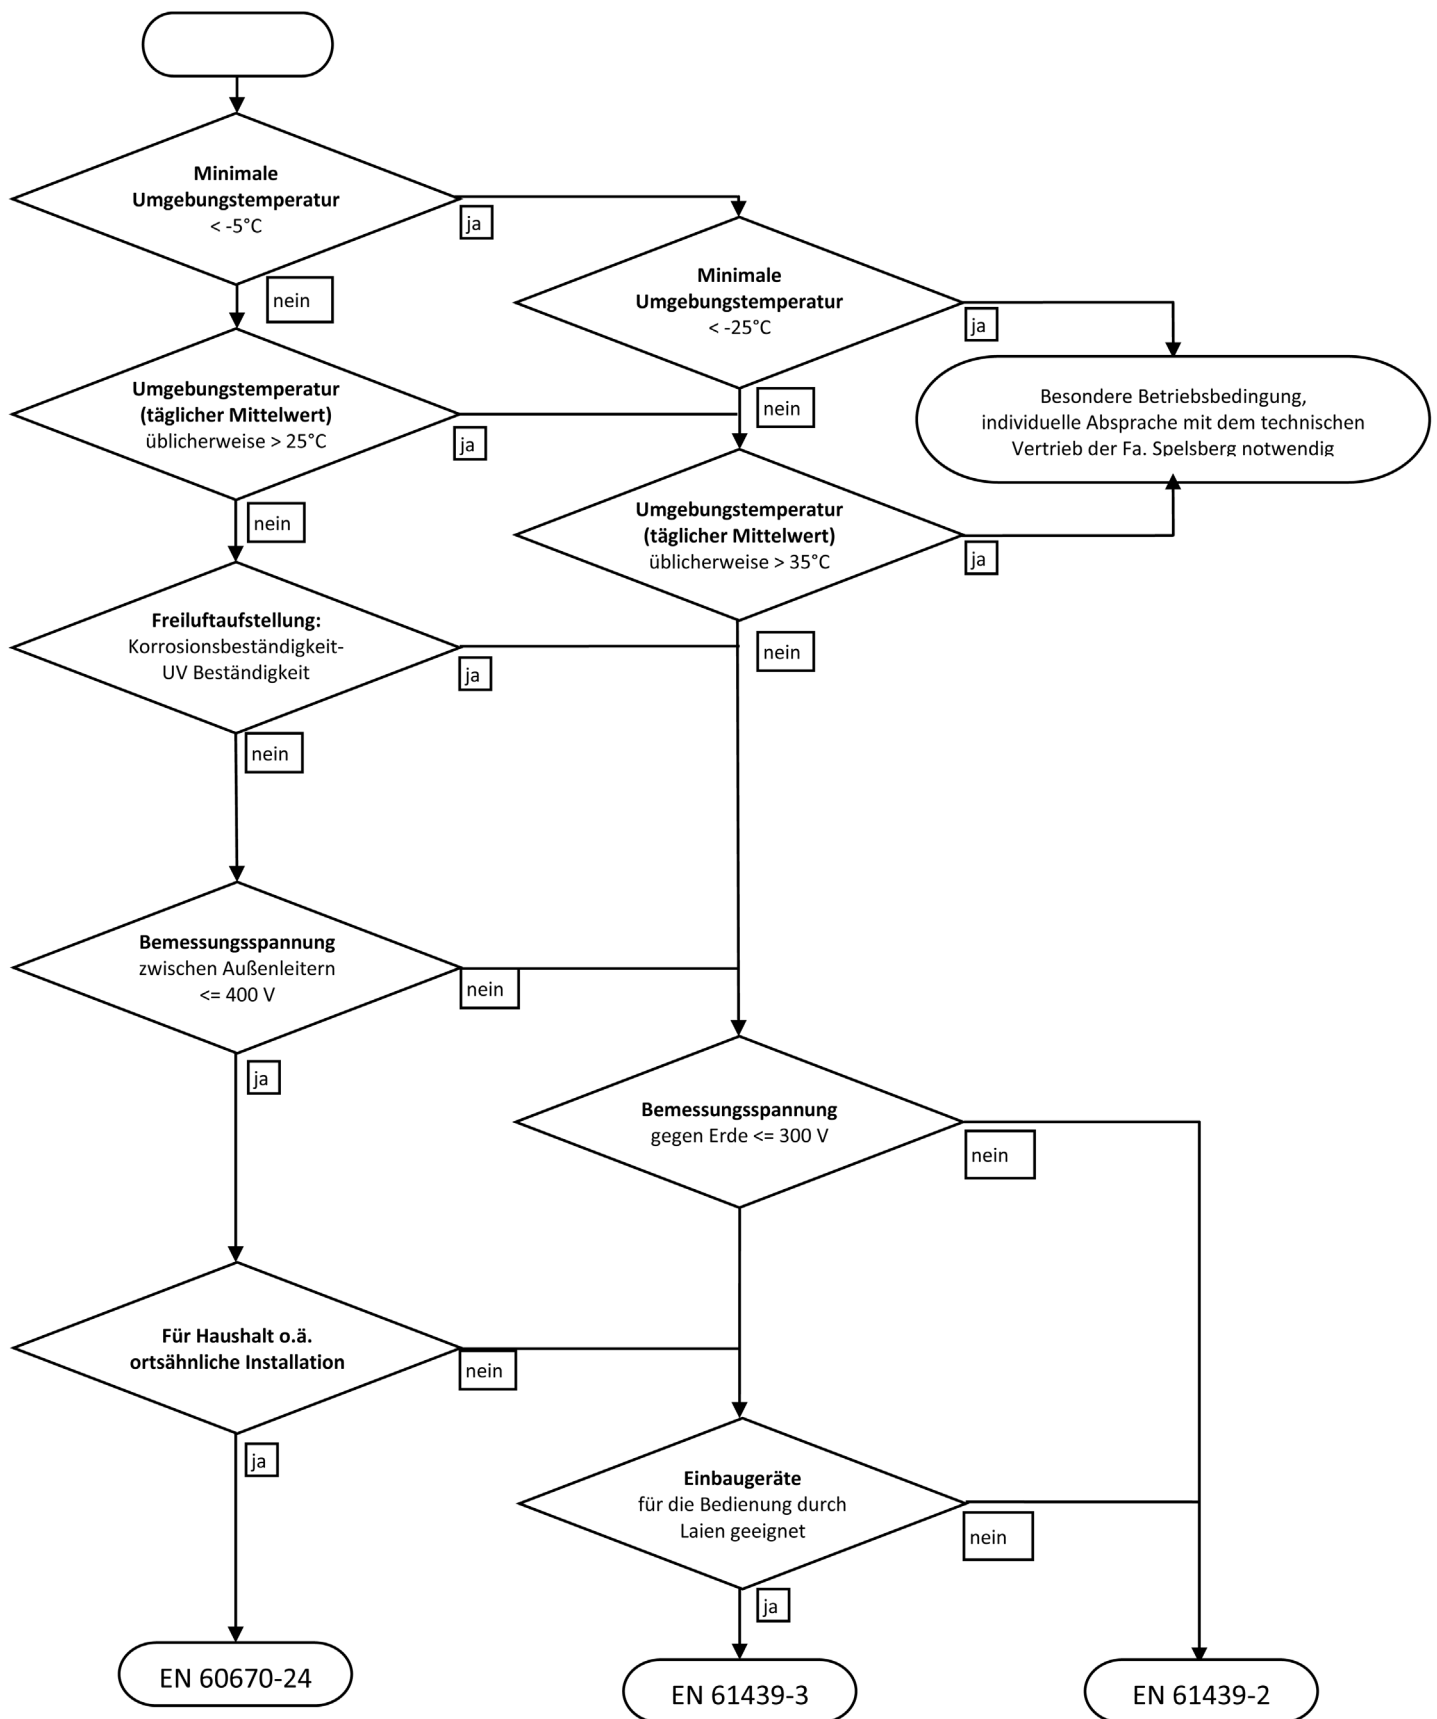 Minimale
Umgebungstemperatur
< -5°C
ja
nein
Minimale
Umgebungstemperatur
< -25°C
ja
nein
Besondere Betriebsbedingung,
individuelle Absprache mit dem technischen
Vertrieb der Fa. Spelsberg notwendig
Umgebungstemperatur
(täglicher Mittelwert)
üblicherweise > 25°C
ja
nein
Umgebungstemperatur
(täglicher Mittelwert)
üblicherweise > 35°C
ja
nein
Freiluftaufstellung:
Korrosionsbeständigkeit-
UV Beständigkeit
ja
nein
Bemessungsspannung
zwischen Außenleitern
<= 400 V
nein
ja
Bemessungsspannung
gegen Erde <= 300 V
nein
Für Haushalt o.ä.
ortsähnliche Installation
nein
ja
Einbaugeräte
für die Bedienung durch
Laien geeignet
nein
ja
EN 60670-24
EN 61439-3
EN 61439-2